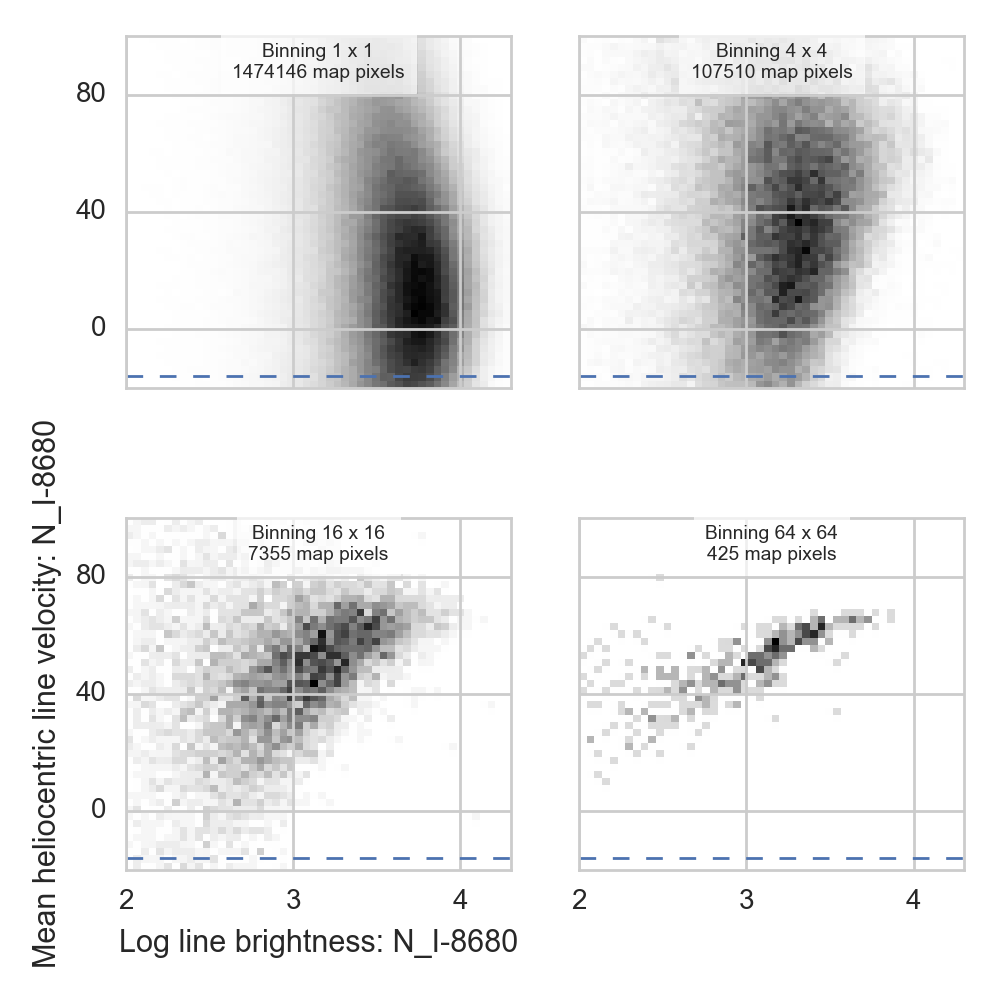 Binning 1 x 1
1474146 map pixels
Binning 4 x 4
107510 map pixels
80
40
0
Binning 16 x 16
7355 map pixels
Binning 64 x 64
425 map pixels
80
40
0
2
3
4
2
3
4
Mean heliocentric line velocity: N_I-8680
Log line brightness: N_I-8680